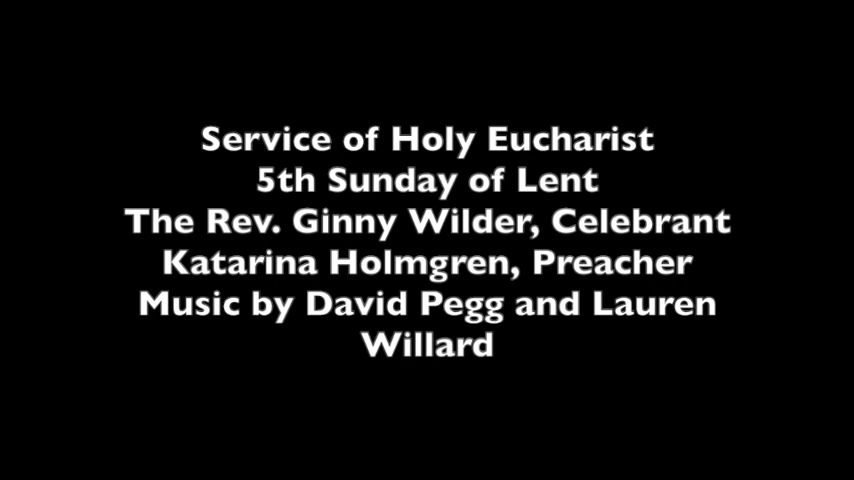 Service of Holy Eucharist
5th Sunday of Lent
The Rev. Ginny Wilder, Celebrant
Katarina Holmgren, Preacher
Music by David Pegg and Lauren
Willard